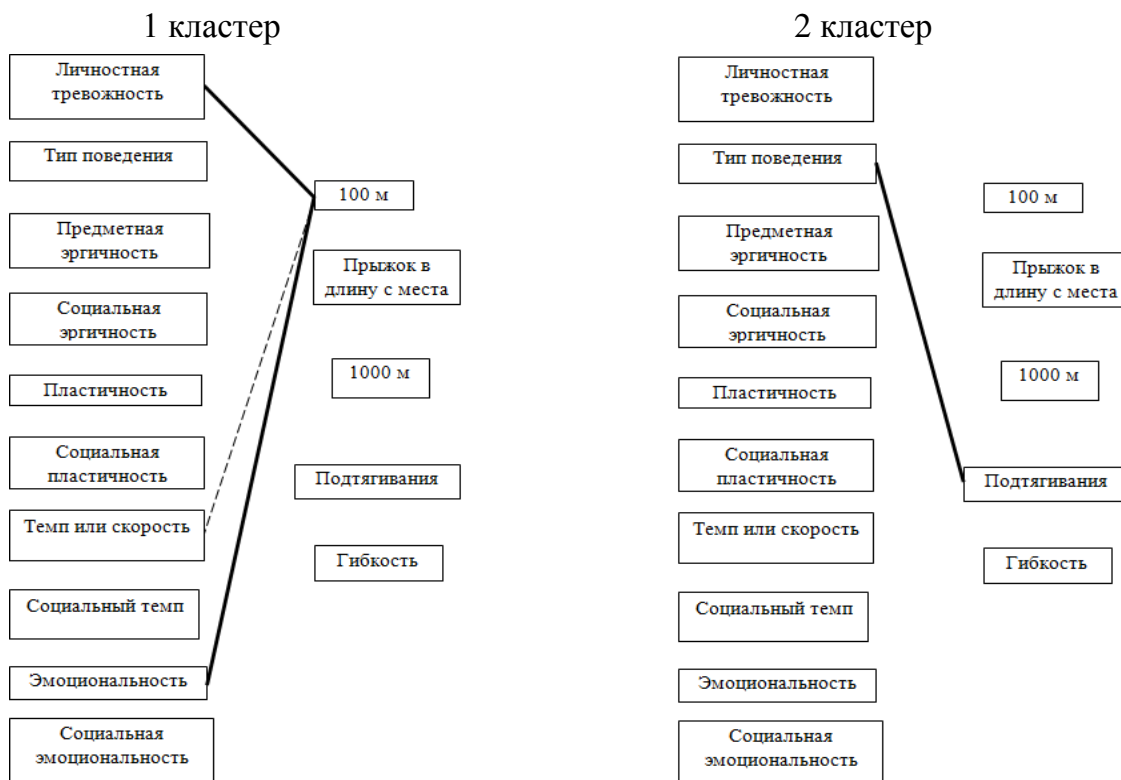 1 кластер
Личностная
тревожность
Тип поведения
Предметная
эргичность
Социальная
эргичность
Пластичность
Социальная
пластичность
Темп или скорость
Социальный темп
Эмоциональность
Социальная
эмоциональность
100 м
Прыжок в
длину с места
1000 м
Подтягивания
Гибкость
2 кластер
Личностная
тревожность
Тип поведения
Предметная
эргичность
Социальная
эргичность
Пластичность
Социальная
пластичность
Темп или скорость
Социальный темп
Эмоциональность
Социальная
эмоциональность
100 м
Прыжок в
длину с места
1000 м
Подтягивания
Гибкость